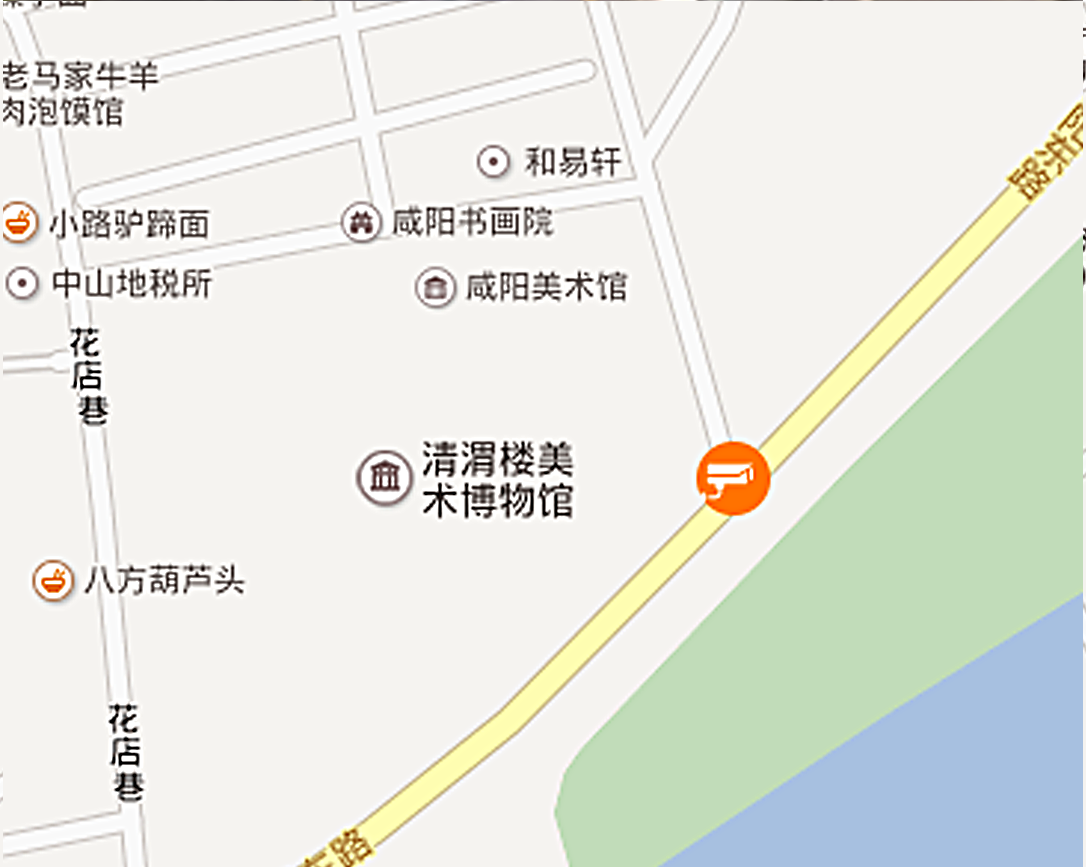 老马家牛羊
肉泡馍馆
和易轩
小路驴蹄面
咸阳书画院
中山地税所
咸阳美术馆
花店巷
清渭楼美
术博物馆
八方葫芦头
花店巷
路